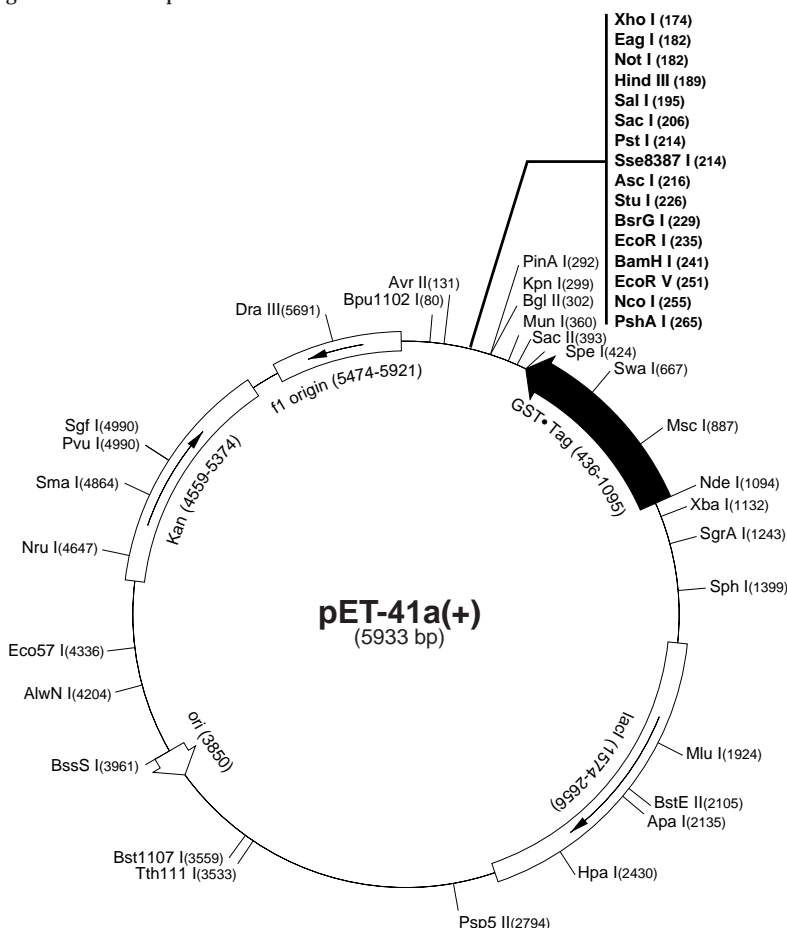 Xho I (174)
Eag I (182)
Not I (182)
Hind III (189)
Sal I (195)
Sac I (206)
Pst I (214)
Sse8387 I (214)
Asc I (216)
Stu I (226)
BsrG I (229)
EcoR I (235)
BamH I (241)
EcoR V (251)
Nco I (255)
PshA I (265)
PinA I(292)
Kpn I(299)
Bgl II(302)
Mun I(360)
Sac II(393)
Spe I(424)
Swa I(667)
Msc I(887)
Nde I(1094)
Xba I(1132)
SgrA I(1243)
Sph I(1399)
Mlu I(1924)
BstE II(2105)
Apa I(2135)
Hpa I(2430)
Psp5 II(2794)
Tth111 I(3533)
Bst1107 I(3559)
BssS I(3961)
AlwN I(4204)
Eco57 I(4336)
Nru I(4647)
Sma I(4864)
Pvu I(4990)
Sgf I(4990)
Dra III(5691)
Bpu1102 I(80)
Avr II(131)
f1 origin (5474-5921)
Kan (4559-5374)
GST•Tag (436-1095)
lacI (1574-2656)
ori (3850)
pET-41a(+)
(5933 bp)